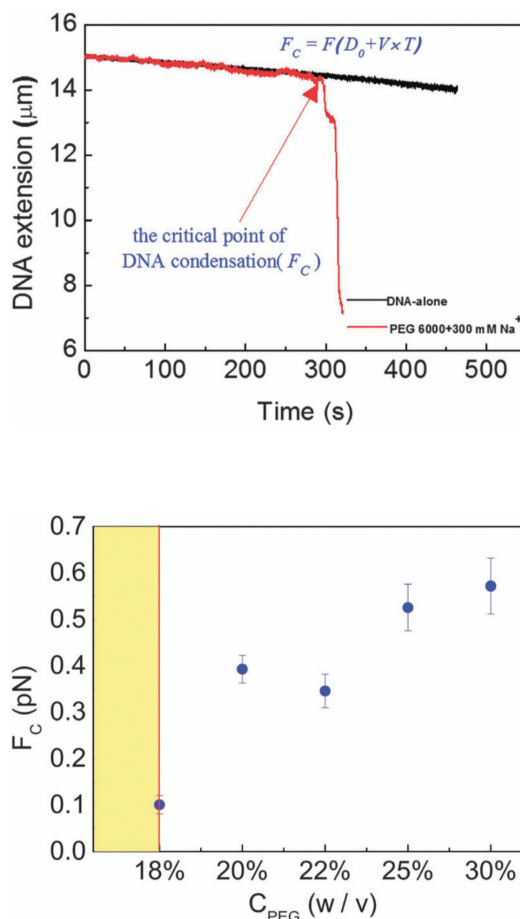 16
14
12
10
8
6
DNA extension (μm)
F_C = F(D_0+V×T)
the critical point of
DNA condensation( F_C )
DNA-alone
PEG 6000+300 mM Na^+
0 100 200 300 400 500
Time (s)
0.7
0.6
0.5
0.4
0.3
0.2
0.1
0.0
F_C (pN)
18% 20% 22% 25% 30%
C_PEG (w / v)